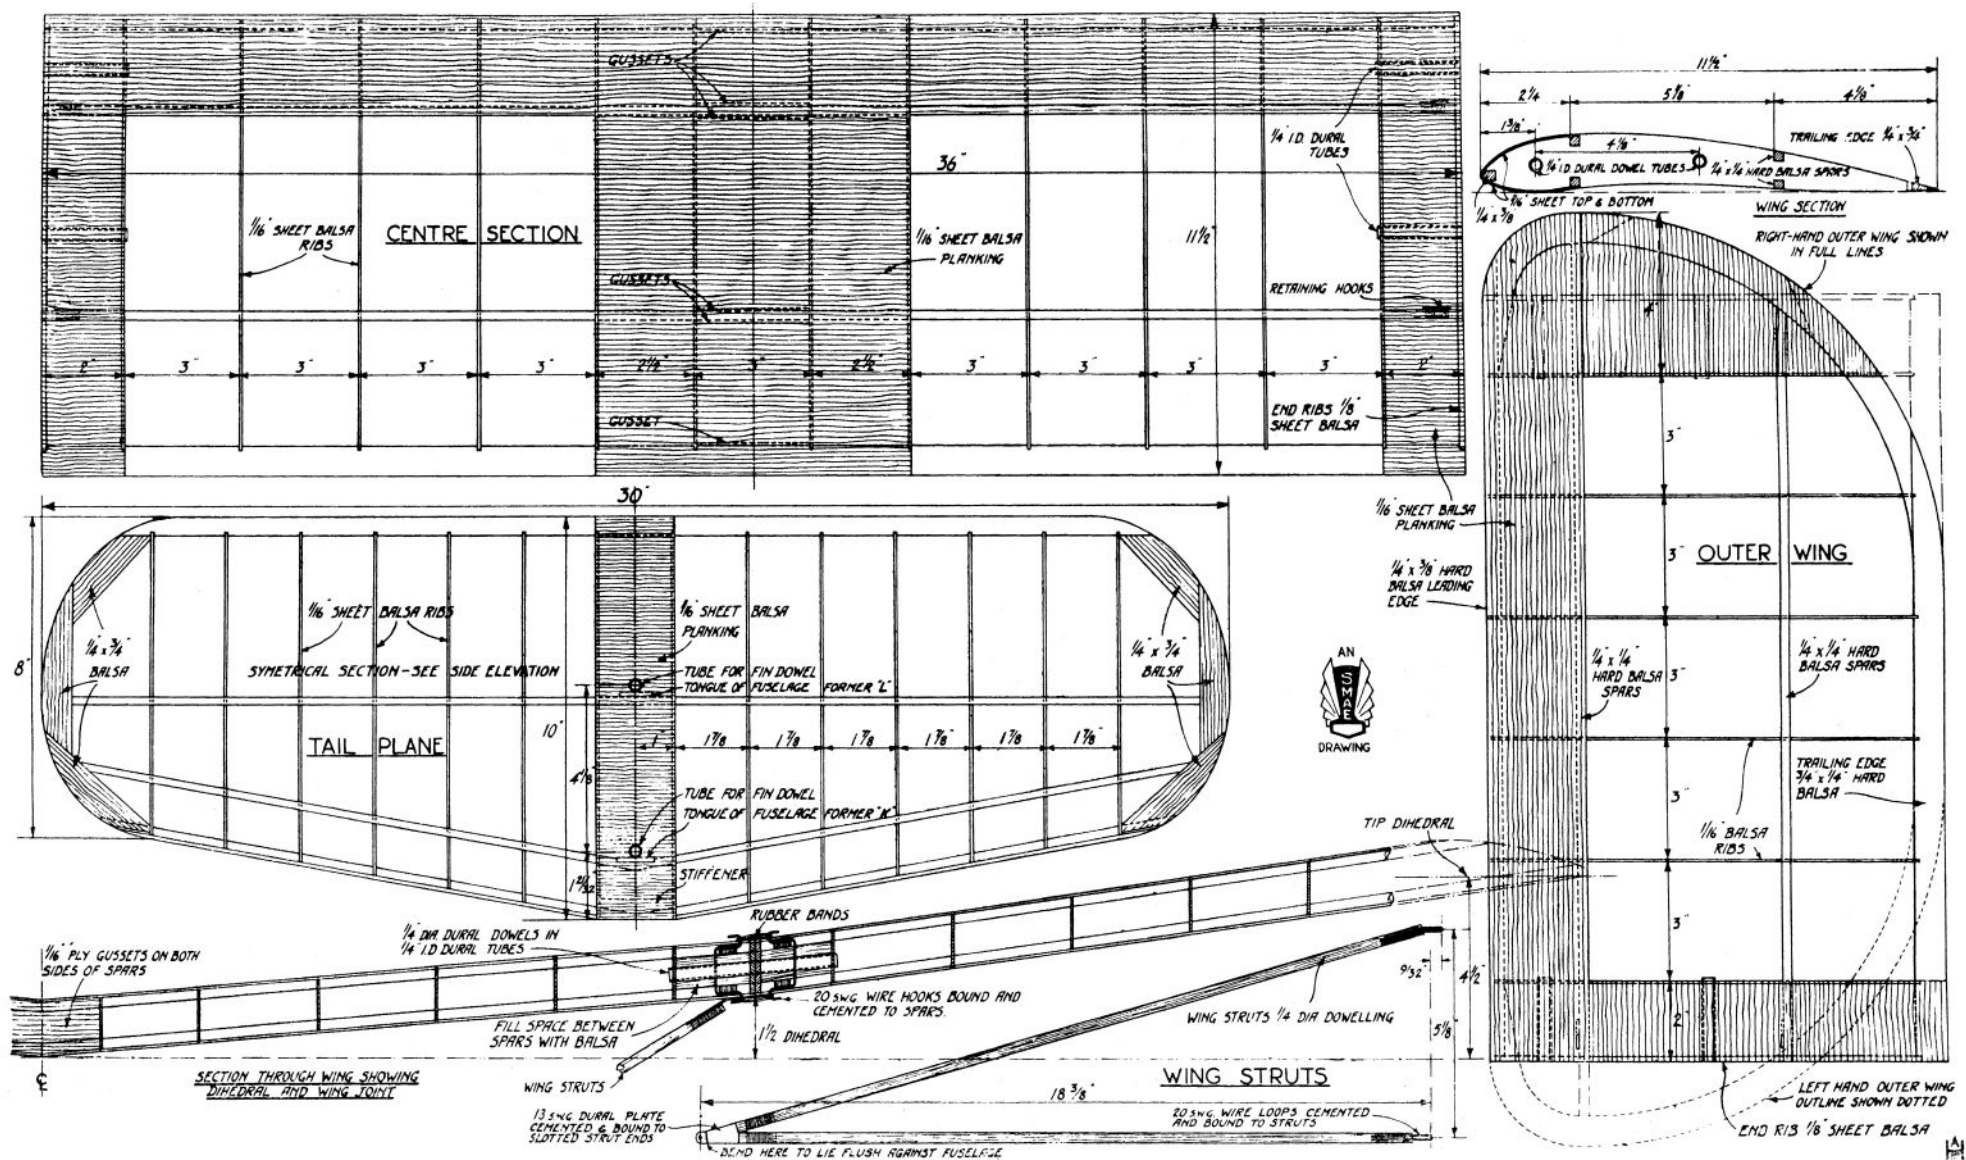 GUSSETS
36"
1/16" SHEET BALSA
RIBS
CENTRE SECTION
1/16" SHEET BALSA
PLANKING
11 1/2"
1/4" I.D. DURAL
TUBES
RETAINING HOOKS
GUSSETS
2" 3" 3" 3" 3" 2 1/2" 3" 2 1/2" 3" 3" 3" 3" 2"
GUSSET
END RIBS 1/8"
SHEET BALSA
11 1/2"
2 1/4" 5 1/8" 4 1/8"
1 3/8"
4 1/8"
TRAILING EDGE 1/4" x 3/4"
1/4" I.D. DURAL DOWEL TUBES
1/4" x 1/4" HARD BALSA SPARS
1/4" x 3/8"
1/16" SHEET TOP & BOTTOM
WING SECTION
RIGHT-HAND OUTER WING SHOWN
IN FULL LINES
4"
3"
1/16" SHEET BALSA
PLANKING
3"
OUTER WING
1/4" x 3/8" HARD
BALSA LEADING
EDGE
1/4" x 1/4"
HARD BALSA
SPARS
3"
1/4" x 1/4" HARD
BALSA SPARS
3"
TRAILING EDGE
3/4" x 1/4" HARD
BALSA
1/16" BALSA
RIBS
3"
2"
LEFT HAND OUTER WING
OUTLINE SHOWN DOTTED
END RIB 1/8" SHEET BALSA
30"
8"
1/16" SHEET BALSA RIBS
1/16" SHEET BALSA
PLANKING
1/4" x 3/4"
BALSA
1/4" x 3/4"
BALSA
SYMETRICAL SECTION-SEE SIDE ELEVATION
TUBE FOR FIN DOWEL
TONGUE OF FUSELAGE FORMER "L"
TAIL PLANE
10"
1" 1 7/8" 1 7/8" 1 7/8" 1 7/8" 1 7/8" 1 7/8"
4 1/8"
TUBE FOR FIN DOWEL
TONGUE OF FUSELAGE FORMER "K"
1 21/32"
STIFFENER
AN
SMAE
DRAWING
TIP DIHEDRAL
RUBBER BANDS
1/4" DIA. DURAL DOWELS IN
1/4" I.D. DURAL TUBES
1/16" PLY GUSSETS ON BOTH
SIDES OF SPARS
20 S.W.G. WIRE HOOKS BOUND AND
CEMENTED TO SPARS.
FILL SPACE BETWEEN
SPARS WITH BALSA
1 1/2" DIHEDRAL
WING STRUTS
SECTION THROUGH WING SHOWING
DIHEDRAL AND WING JOINT
9/32"
4 1/2"
5 1/8"
WING STRUTS 1/4" DIA DOWELLING
WING STRUTS
18 3/8"
13 S.W.G. DURAL PLATE
CEMENTED & BOUND TO
SLOTTED STRUT ENDS
20 S.W.G. WIRE LOOPS CEMENTED
AND BOUND TO STRUTS
BEND HERE TO LIE FLUSH AGAINST FUSELAGE